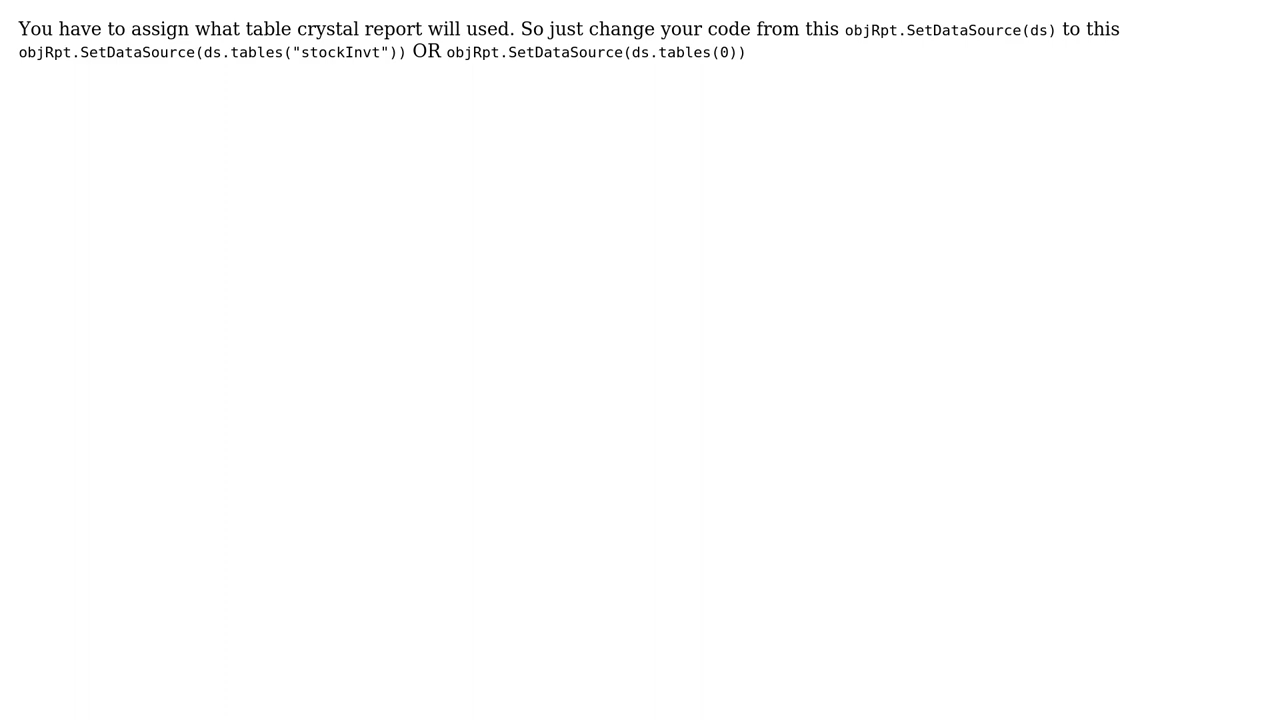 You have to assign what table crystal report will used. So just change your code from this objRpt.SetDataSource(ds) to this
objRpt.SetDataSource(ds.tables("stockInvt")) OR objRpt.SetDataSource(ds.tables(0))